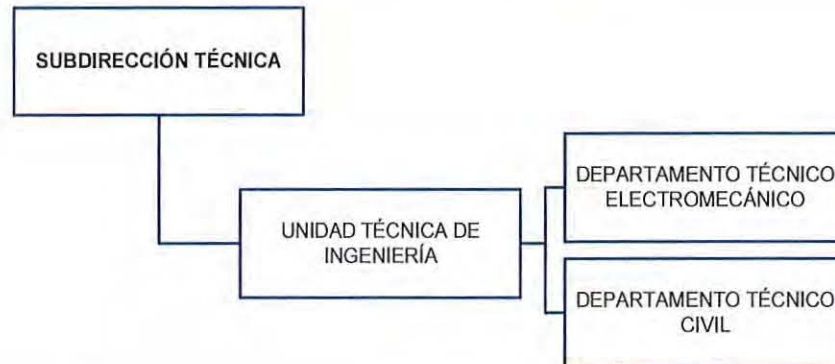 SUBDIRECCIÓN TÉCNICA
DEPARTAMENTO TÉCNICO
ELECTROMECÁNICO
UNIDAD TÉCNICA DE
INGENIERÍA
DEPARTAMENTO TÉCNICO
CIVIL